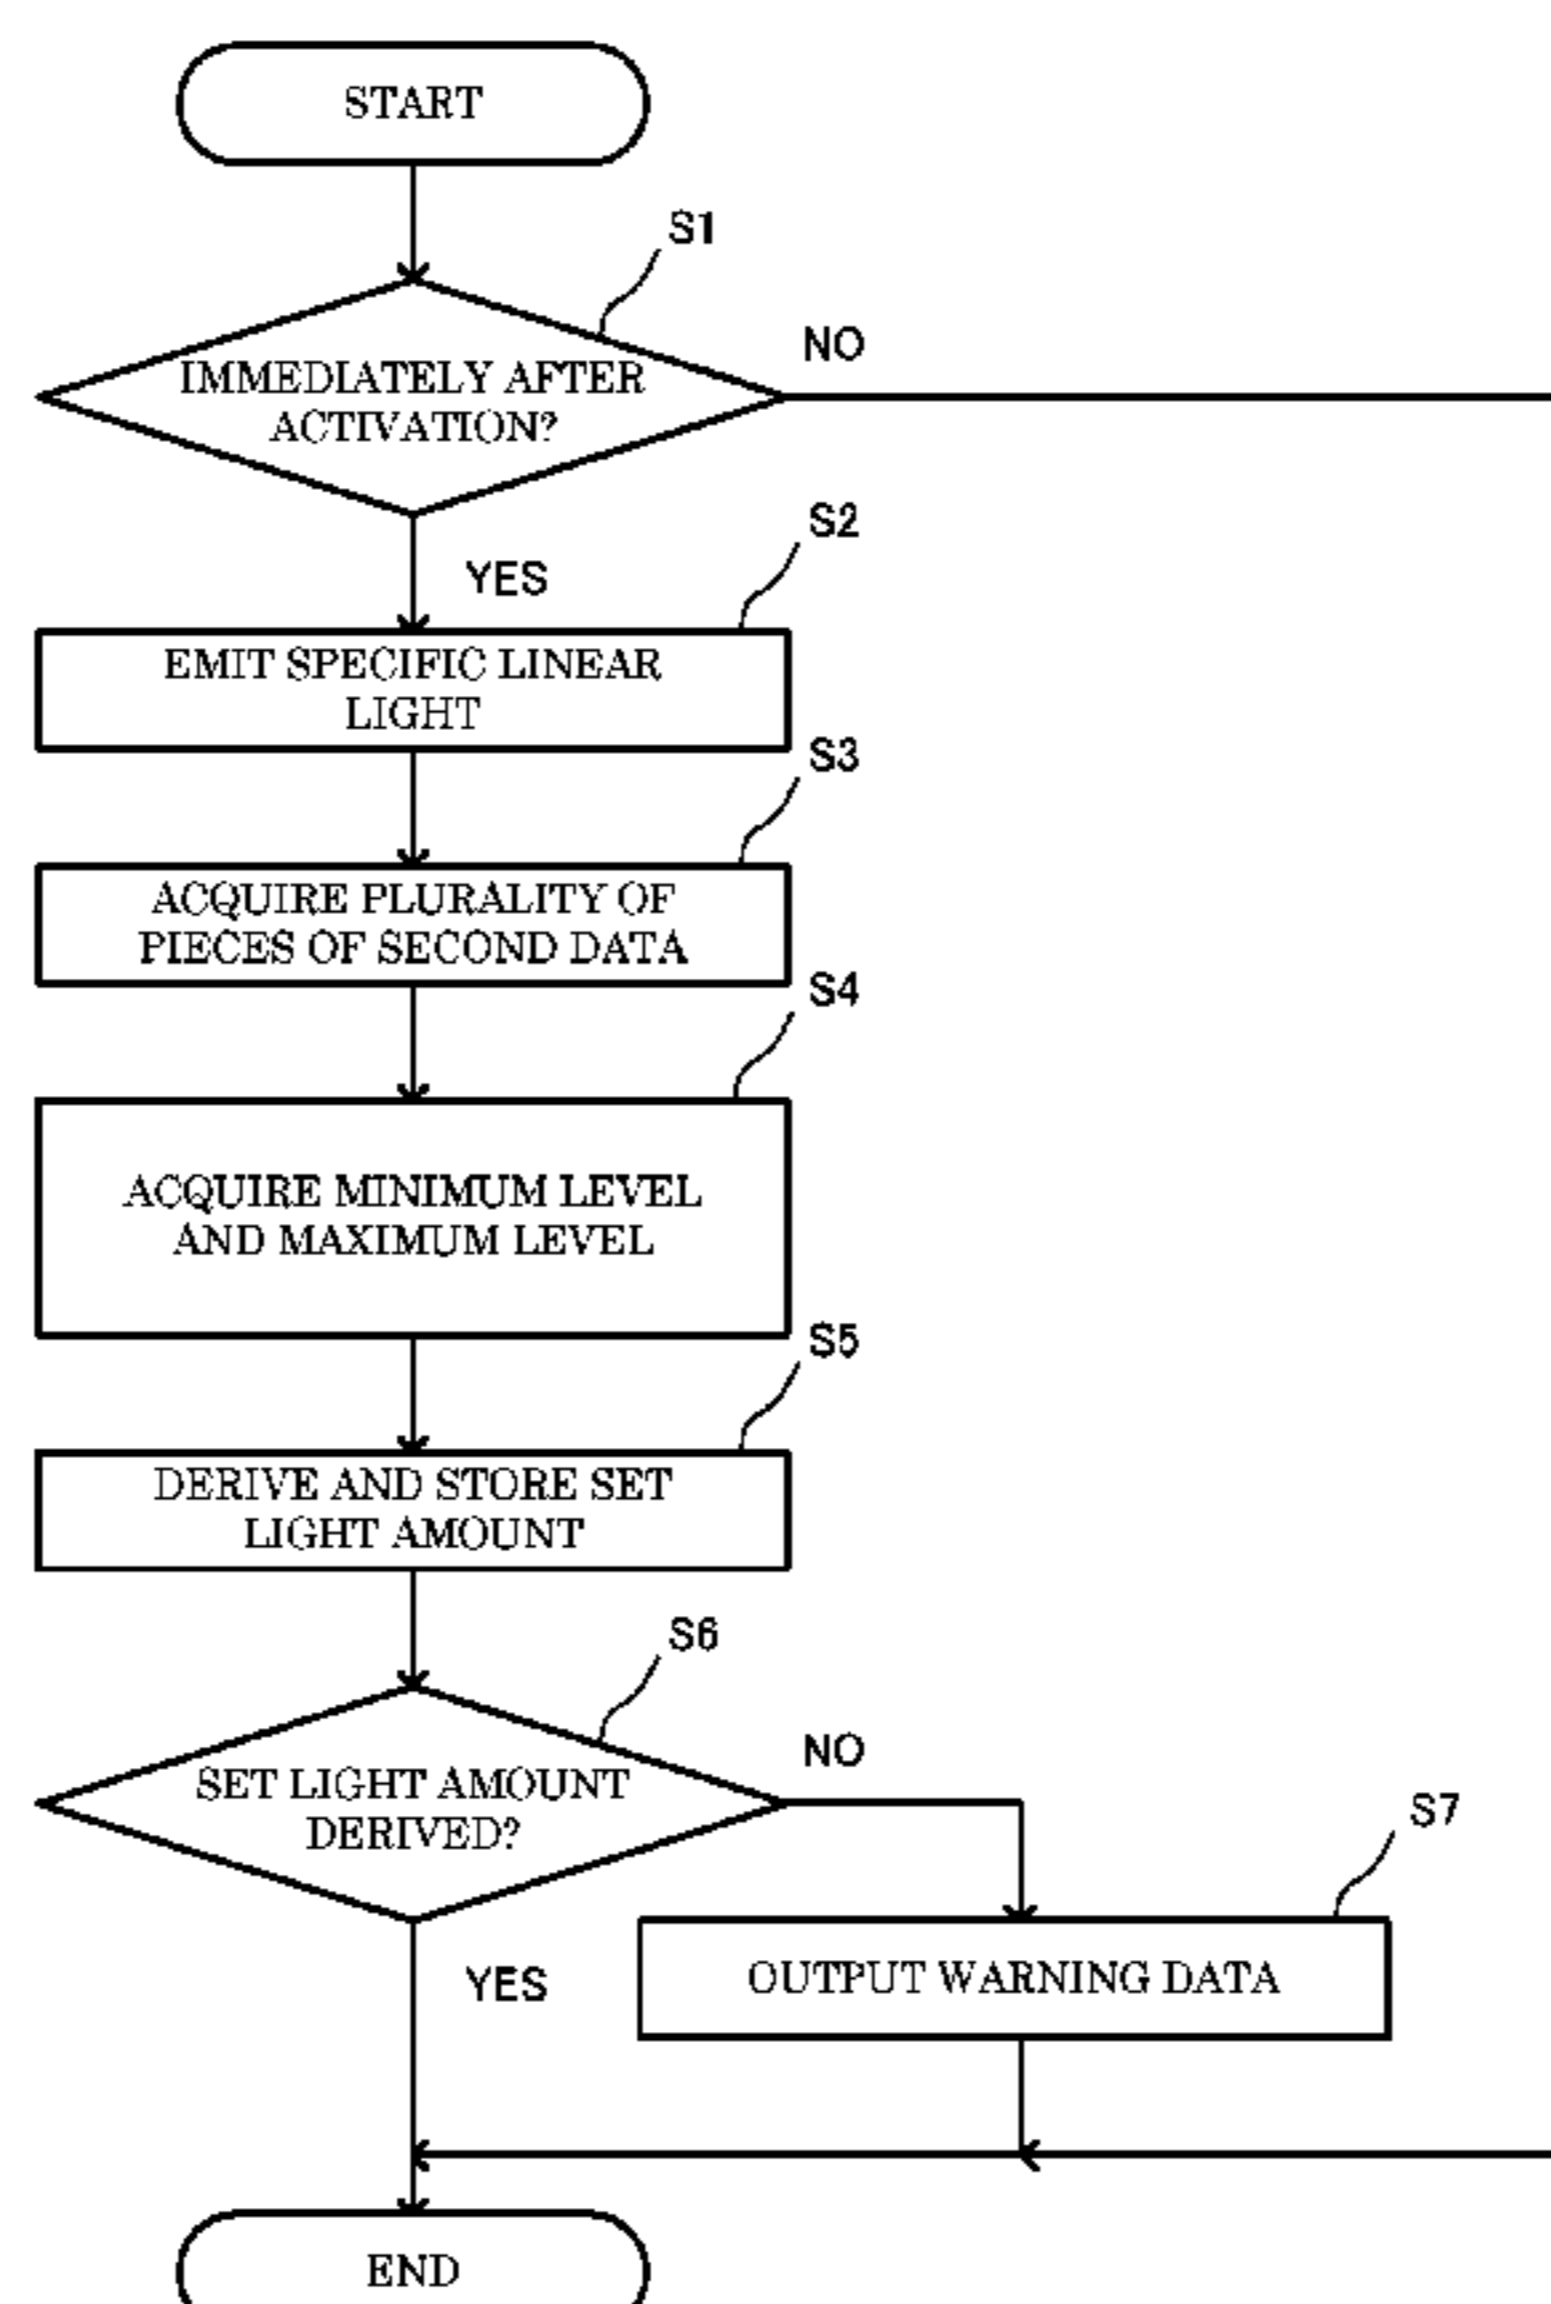 START
S1
NO
IMMEDIATELY AFTER
ACTIVATION?
YES
S2
EMIT SPECIFIC LINEAR
LIGHT
S3
ACQUIRE PLURALITY OF
PIECES OF SECOND DATA
S4
ACQUIRE MINIMUM LEVEL
AND MAXIMUM LEVEL
S5
DERIVE AND STORE SET
LIGHT AMOUNT
S6
NO
SET LIGHT AMOUNT
DERIVED?
S7
YES
OUTPUT WARNING DATA
END